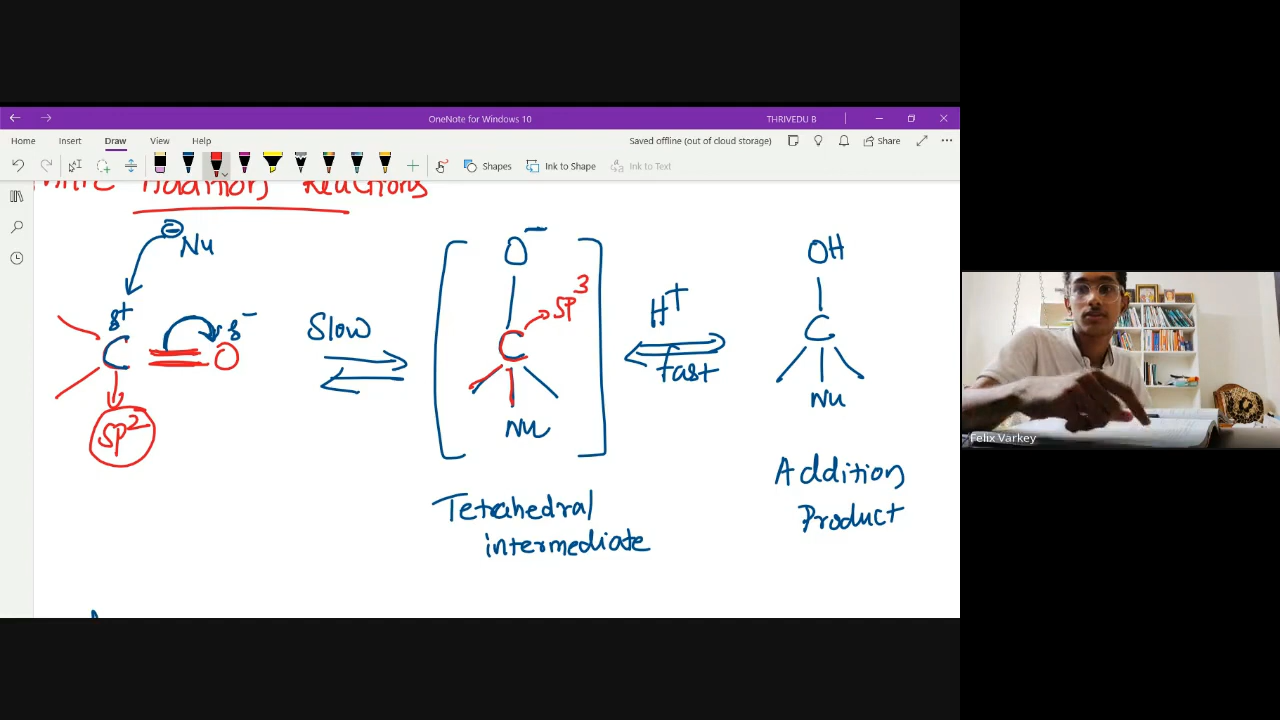 OneNote for Windows 10
THRIVEDU B
Home Insert Draw View Help
Saved offline (out of cloud storage)
Share
Shapes
Ink to Shape
Ink to Text
Addition Reactions
⊖Nu
δ+
δ-
C
O
SP2
Slow
O-
SP3
C
Nu
H+
fast
OH
C
Nu
Tetrahedral
intermediate
Addition
Product
Felix Varkey